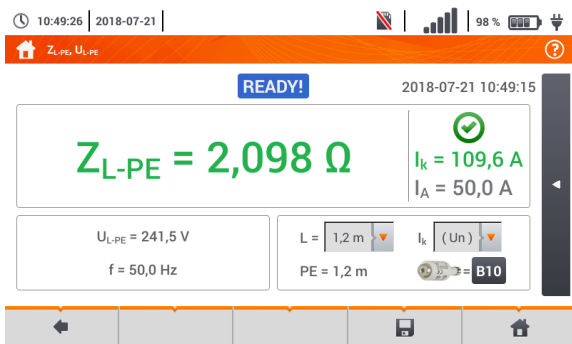 10:49:26 2018-07-21 98 %
ZL-PE, UL-PE ?
READY! 2018-07-21 10:49:15
ZL-PE = 2,098 Ω
Ik = 109,6 A
IA = 50,0 A
UL-PE = 241,5 V
f = 50,0 Hz
L = 1,2 m Ik (Un)
PE = 1,2 m = B10